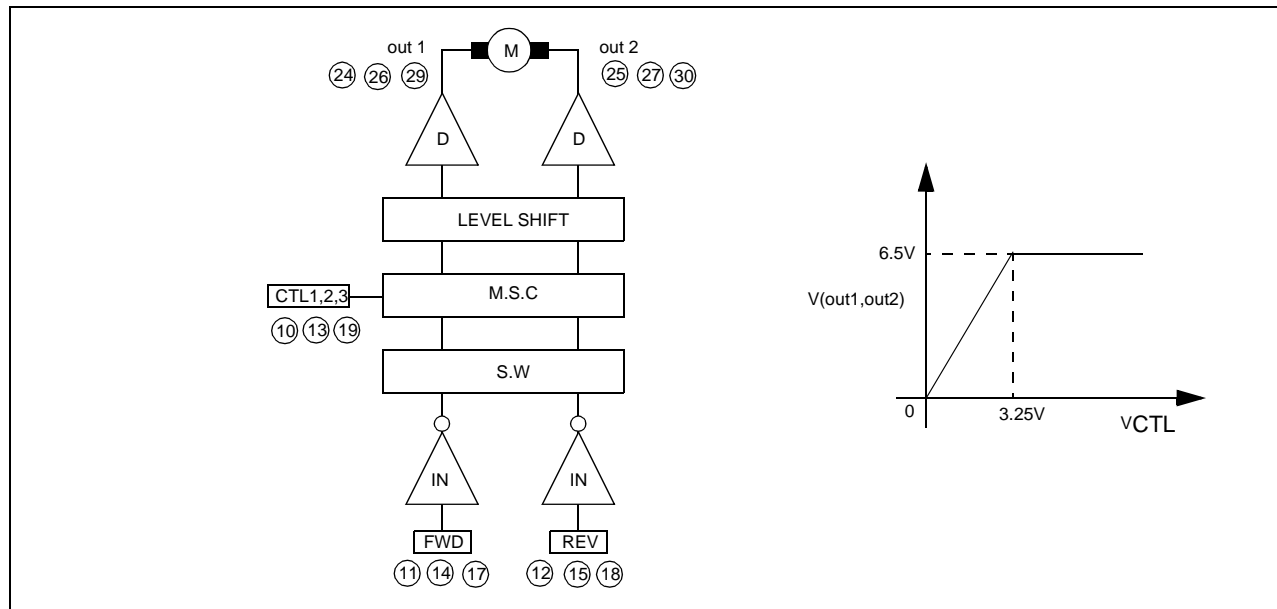 out 1 M out 2
24 26 29 25 27 30
D D
LEVEL SHIFT
CTL1,2,3 M.S.C
10 13 19
S.W
IN IN
FWD REV
11 14 17 12 15 18
6.5V
V(out1,out2)
0 3.25V
VCTL